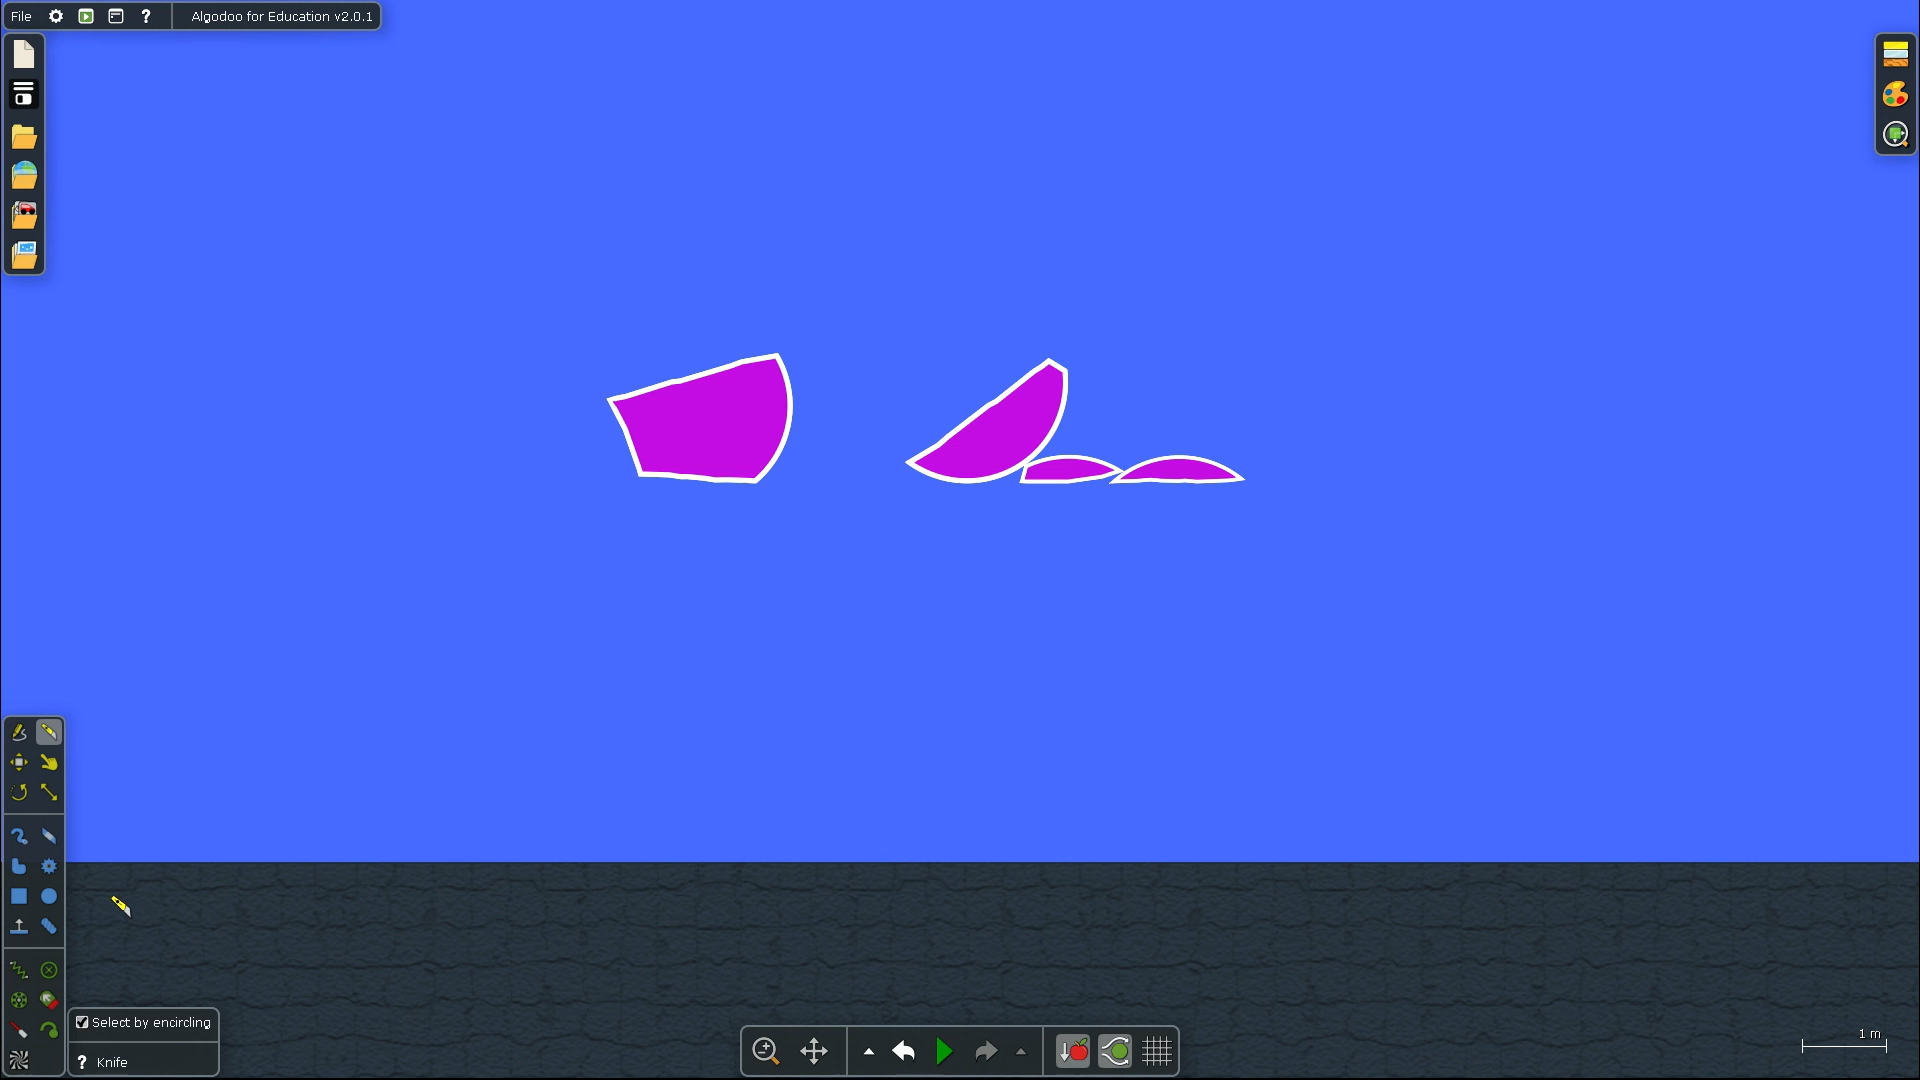 File ? Algodoo for Education v2.0.1
1 m
Select by encircling
? Knife